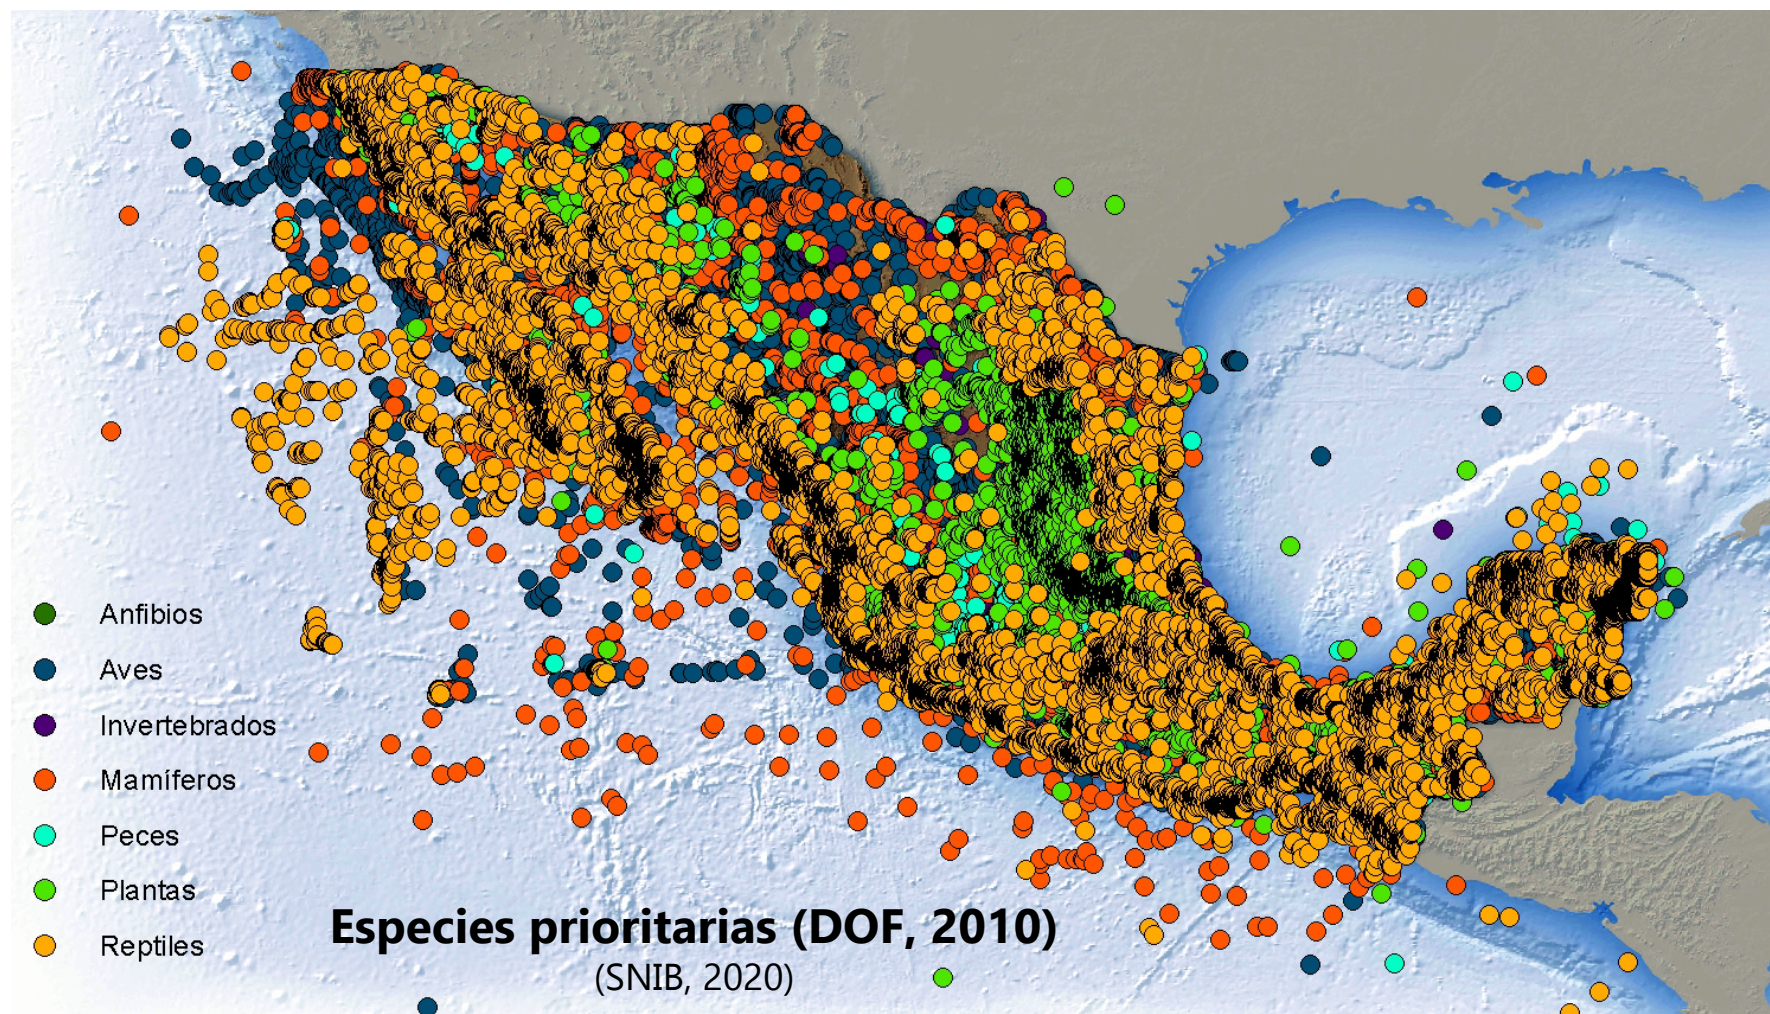 Anfibios
Aves
Invertebrados
Mamíferos
Peces
Plantas
Reptiles
Especies prioritarias (DOF, 2010)
(SNIB, 2020)